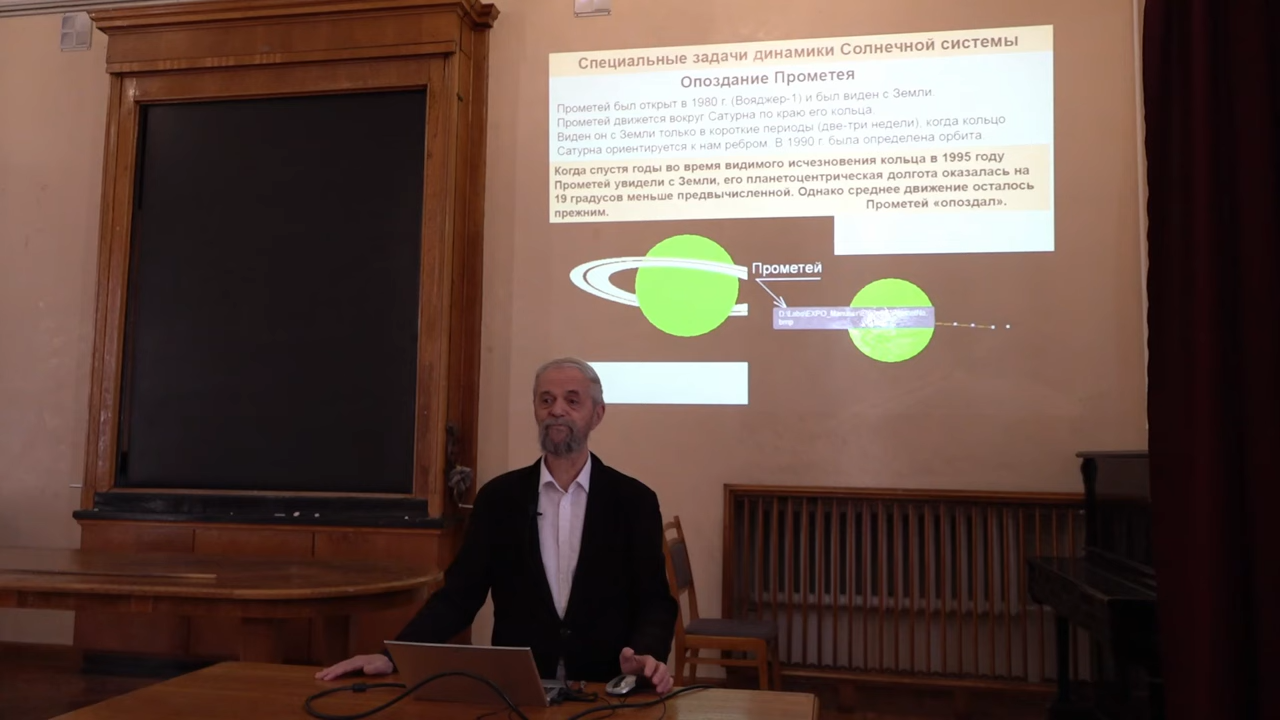 Специальные задачи динамики Солнечной системы
Опоздание Прометея
Прометей был открыт в 1980 г. (Вояджер-1) и был виден с Земли.
Прометей движется вокруг Сатурна по краю его кольца.
Виден он с Земли только в короткие периоды (две-три недели), когда кольцо
Сатурна ориентируется к нам ребром. В 1990 г. была определена орбита.
Когда спустя годы во время видимого исчезновения кольца в 1995 году
Прометей увидели с Земли, его планетоцентрическая долгота оказалась на
19 градусов меньше предвычисленной. Однако среднее движение осталось
прежним. Прометей «опоздал».
Прометей
bmp